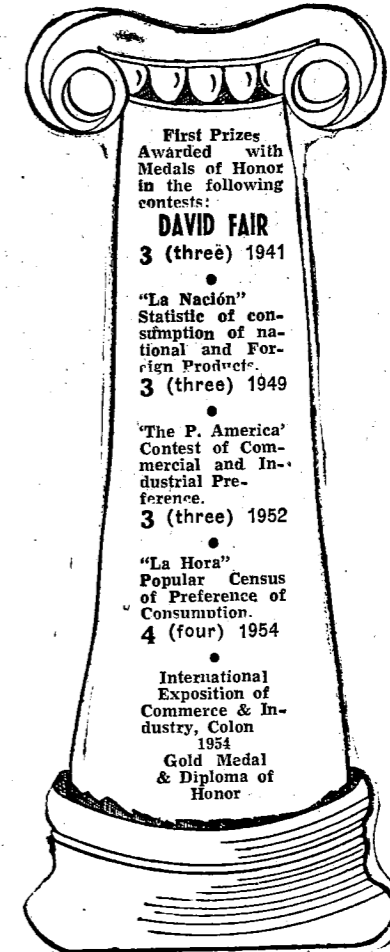 First Prizes
Awarded with
Medals of Honor
in the following
contests:
DAVID FAIR
3 (three) 1941
"La Nación"
Statistic of con-
sumption of na-
tional and For-
eign Products.
3 (three) 1949
'The P. America'
Contest of Com-
mercial and In-
dustrial Pre-
ference.
3 (three) 1952
"La Hora"
Popular Census
of Preference of
Consumption.
4 (four) 1954
International
Exposition of
Commerce & In-
dustry, Colon
1954
Gold Medal
& Diploma of
Honor